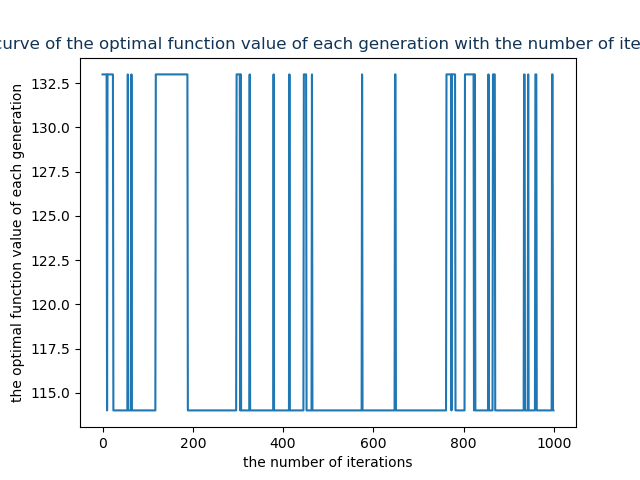 curve of the optimal function value of each generation with the number of ite
132.5
130.0
127.5
125.0
122.5
120.0
117.5
115.0
the optimal function value of each generation
0 200 400 600 800 1000
the number of iterations